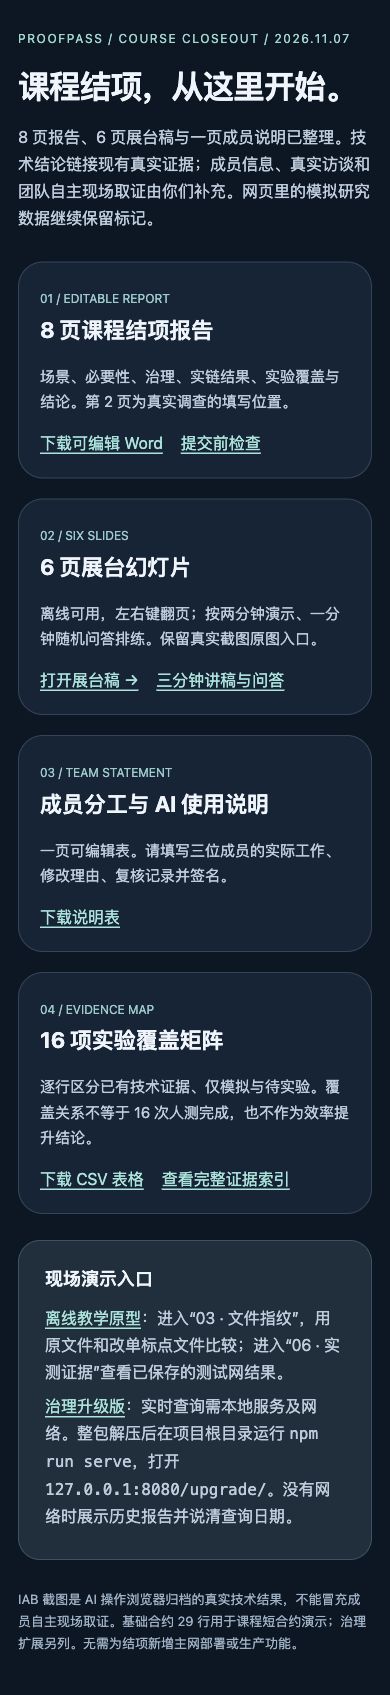 PROOFPASS / COURSE CLOSEOUT / 2026.11.07
课程结项，从这里开始。
8 页报告、6 页展台稿与一页成员说明已整理。技
术结论链接现有真实证据；成员信息、真实访谈和
团队自主现场取证由你们补充。网页里的模拟研究
数据继续保留标记。
01 / EDITABLE REPORT
8 页课程结项报告
场景、必要性、治理、实链结果、实验覆盖与
结论。第 2 页为真实调查的填写位置。
下载可编辑 Word 提交前检查
02 / SIX SLIDES
6 页展台幻灯片
离线可用，左右键翻页；按两分钟演示、一分
钟随机问答排练。保留真实截图原图入口。
打开展台稿 → 三分钟讲稿与问答
03 / TEAM STATEMENT
成员分工与 AI 使用说明
一页可编辑表。请填写三位成员的实际工作、
修改理由、复核记录并签名。
下载说明表
04 / EVIDENCE MAP
16 项实验覆盖矩阵
逐行区分已有技术证据、仅模拟与待实验。覆
盖关系不等于 16 次人测完成，也不作为效率提
升结论。
下载 CSV 表格 查看完整证据索引
现场演示入口
离线教学原型：进入“03 · 文件指纹”，用
原文件和改单标点文件比较；进入“06 · 实
测证据”查看已保存的测试网结果。
治理升级版：实时查询需本地服务及网
络。整包解压后在项目根目录运行 npm
run serve，打开
127.0.0.1:8080/upgrade/。没有网
络时展示历史报告并说清查询日期。
IAB 截图是 AI 操作浏览器归档的真实技术结果，不能冒充成
员自主现场取证。基础合约 29 行用于课程短合约演示；治理
扩展另列。无需为结项新增主网部署或生产功能。